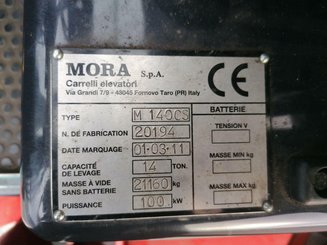 MORA S.p.A.
Carrelli elevatori
Via Grandi 7/9 - 43045 Fornovo Taro (PR) Italy
CE
TYPE M 140CS
N. DE FABRICATION 20194
DATE MARQUAGE 01-03-11
CAPACITÉ DE LEVAGE 14 TON.
MASSE À VIDE SANS BATTERIE 21160 kg
PUISSANCE 100 kW
BATTERIE
TENSION V
MASSE MIN kg
MASSE MAX kg